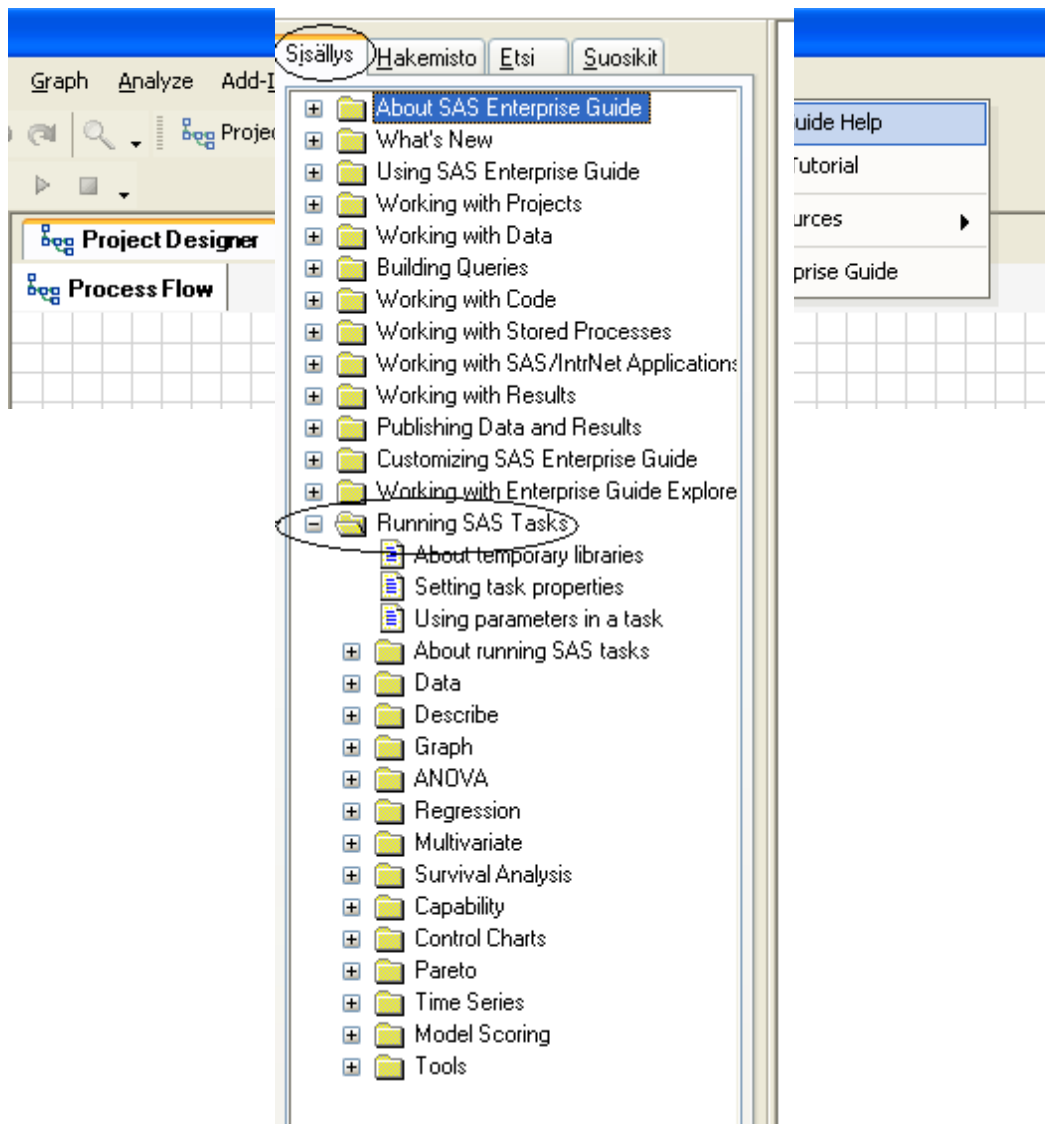 Graph Analyze Add-I
Projec
Project Designer
Process Flow
Sisällys Hakemisto Etsi Suosikit
About SAS Enterprise Guide
What's New
Using SAS Enterprise Guide
Working with Projects
Working with Data
Building Queries
Working with Code
Working with Stored Processes
Working with SAS/IntrNet Applications
Working with Results
Publishing Data and Results
Customizing SAS Enterprise Guide
Working with Enterprise Guide Explore
Running SAS Tasks
About temporary libraries
Setting task properties
Using parameters in a task
About running SAS tasks
Data
Describe
Graph
ANOVA
Regression
Multivariate
Survival Analysis
Capability
Control Charts
Pareto
Time Series
Model Scoring
Tools
uide Help
Tutorial
urces
prise Guide